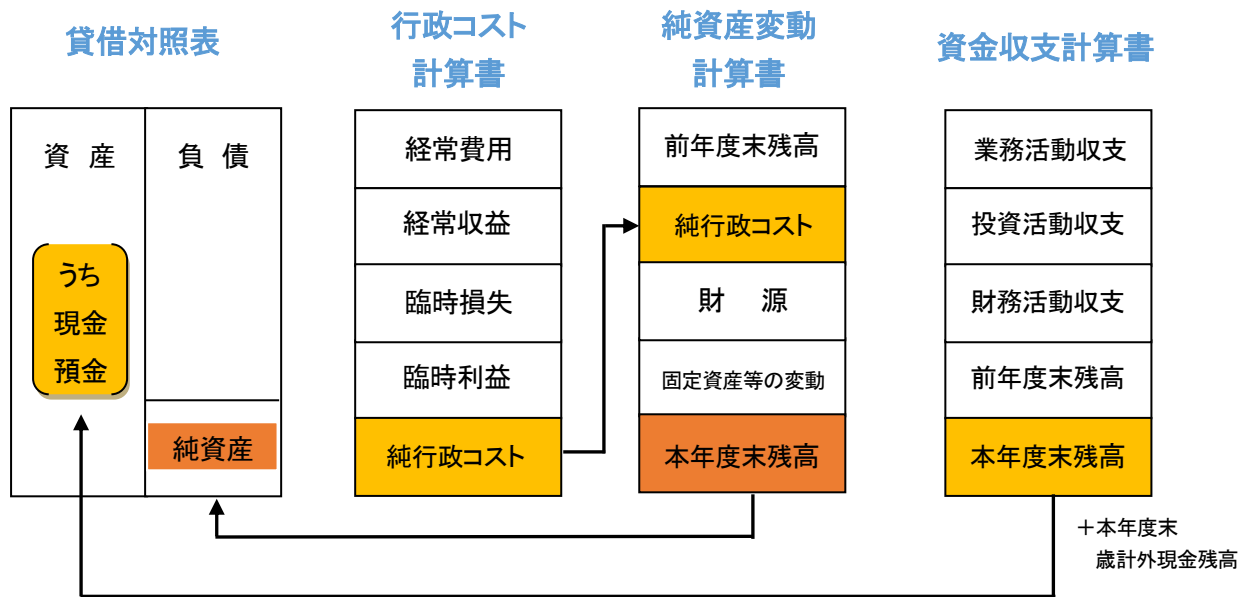 貸借対照表
資 産
負 債
うち
現金
預金
純資産
行政コスト
計算書
経常費用
経常収益
臨時損失
臨時利益
純行政コスト
純資産変動
計算書
前年度末残高
純行政コスト
財 源
固定資産等の変動
本年度末残高
資金収支計算書
業務活動収支
投資活動収支
財務活動収支
前年度末残高
本年度末残高
＋本年度末
歳計外現金残高